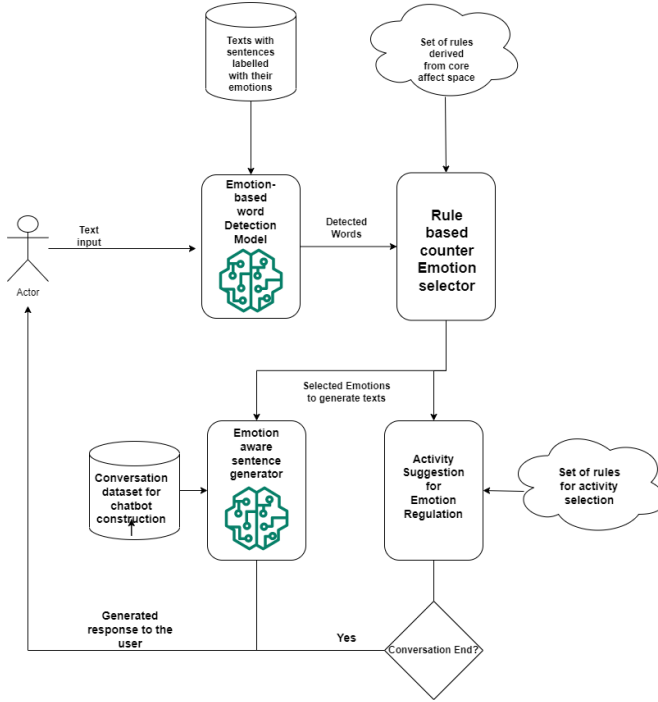 Texts with
sentences
labelled
with their
emotions
Set of rules
derived
from core
affect space
Emotion-
based
word
Detection
Model
Text
input
Detected
Words
Rule
based
counter
Emotion
selector
Actor
Selected Emotions
to generate texts
Emotion
aware
sentence
generator
Conversation
dataset for
chatbot
construction
Activity
Suggestion
for
Emotion
Regulation
Set of rules
for activity
selection
Generated
response to the
user
Yes
Conversation End?